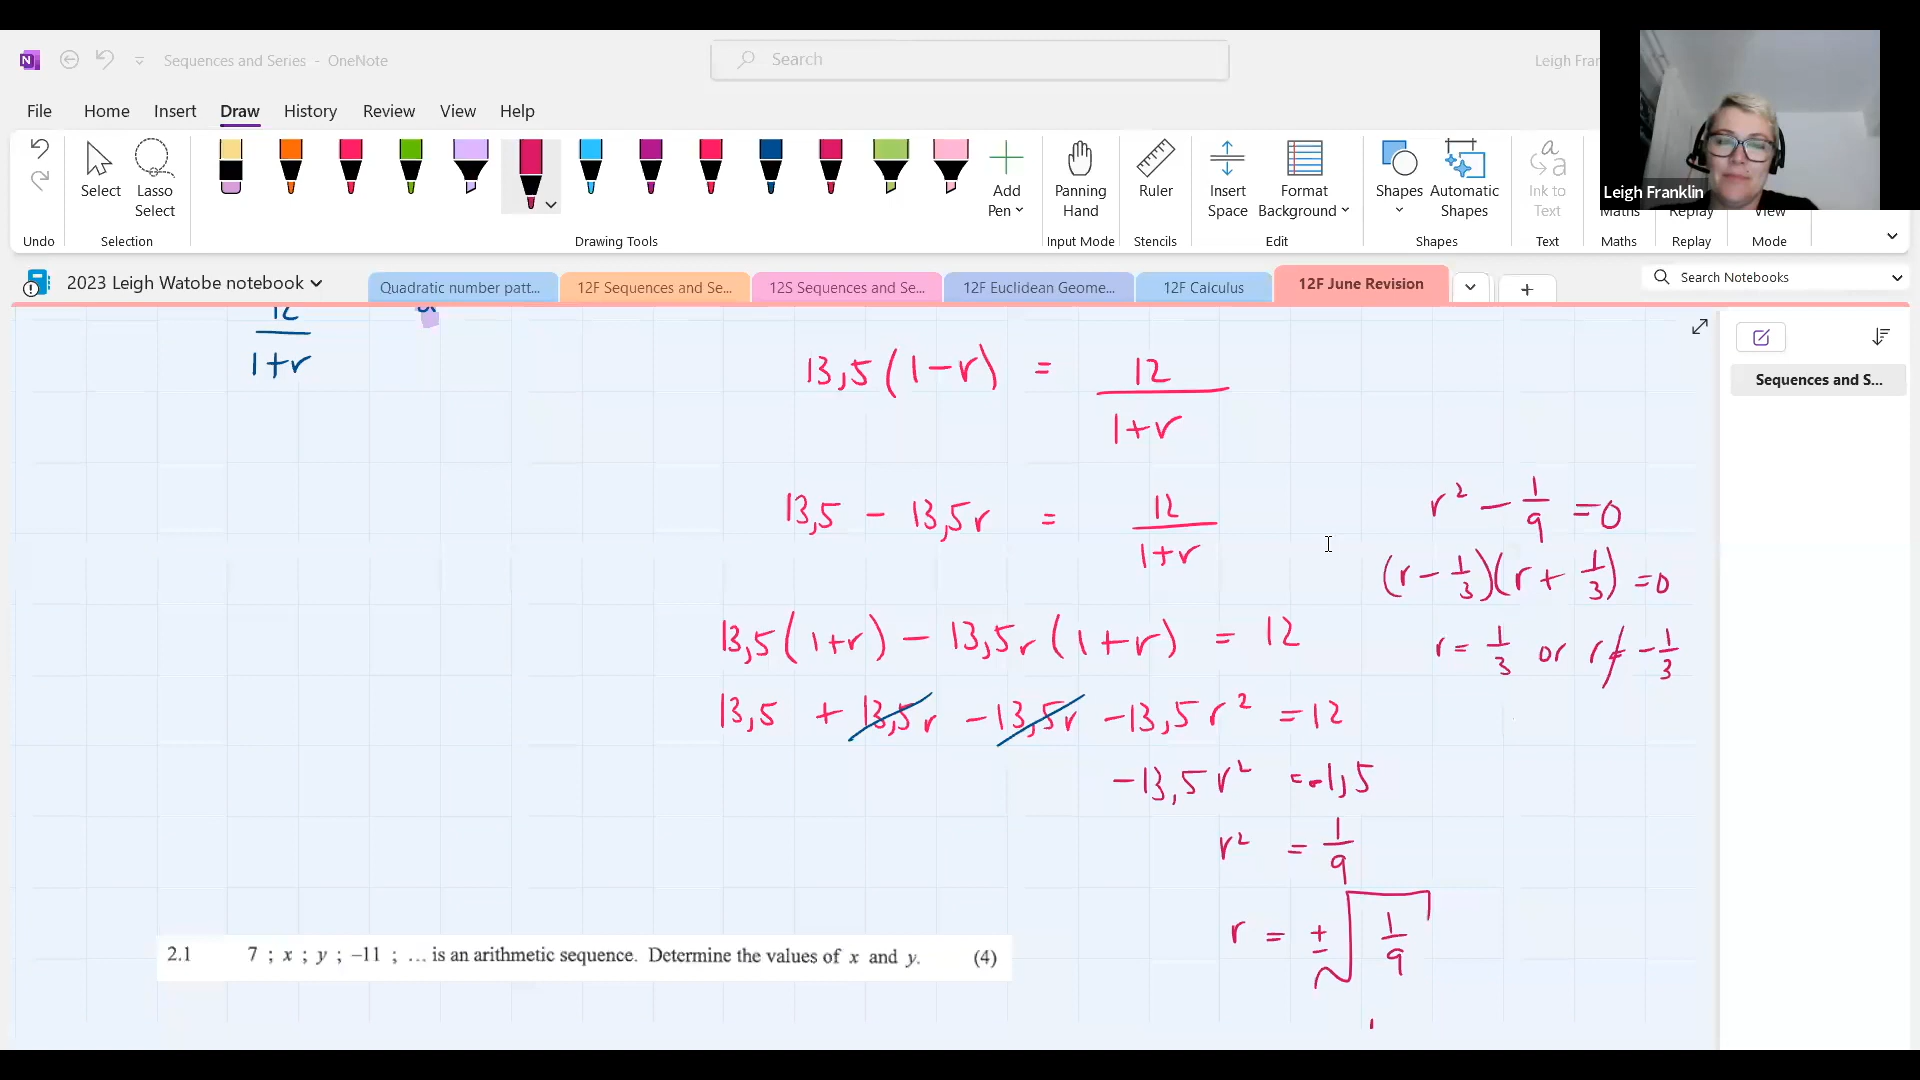 Sequences and Series - OneNote
Search
Leigh Fran
File Home Insert Draw History Review View Help
Undo
Select
Lasso Select
Selection
Drawing Tools
Add Pen
Panning Hand
Input Mode
Ruler
Stencils
Insert Space
Format Background
Edit
Shapes
Automatic Shapes
Shapes
Ink to Text
Text
Maths
Maths
Replay
Replay
View
Mode
Leigh Franklin
2023 Leigh Watobe notebook
Quadratic number patt...
12F Sequences and Se...
12S Sequences and Se...
12F Euclidean Geome...
12F Calculus
12F June Revision
+
Search Notebooks
Sequences and S...
12
1+r
13,5(1-r) = 12/(1+r)
13,5 - 13,5r = 12/(1+r)
13,5(1+r) - 13,5r(1+r) = 12
13,5 + 13,5r - 13,5r - 13,5r² = 12
-13,5r² = -1,5
r² = 1/9
r = ±√(1/9)
r² - 1/9 = 0
(r - 1/3)(r + 1/3) = 0
r = 1/3 or r ≠ -1/3
2.1 7 ; x ; y ; –11 ; … is an arithmetic sequence. Determine the values of x and y. (4)